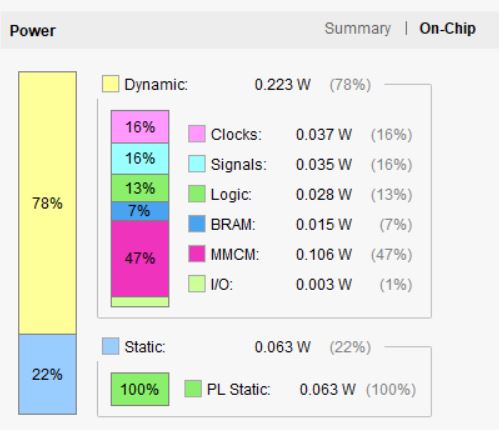 Power Summary | On-Chip
Dynamic: 0.223 W (78%)
16% Clocks: 0.037 W (16%)
16% Signals: 0.035 W (16%)
13% Logic: 0.028 W (13%)
78% 7% BRAM: 0.015 W (7%)
47% MMCM: 0.106 W (47%)
I/O: 0.003 W (1%)
Static: 0.063 W (22%)
22% 100% PL Static: 0.063 W (100%)